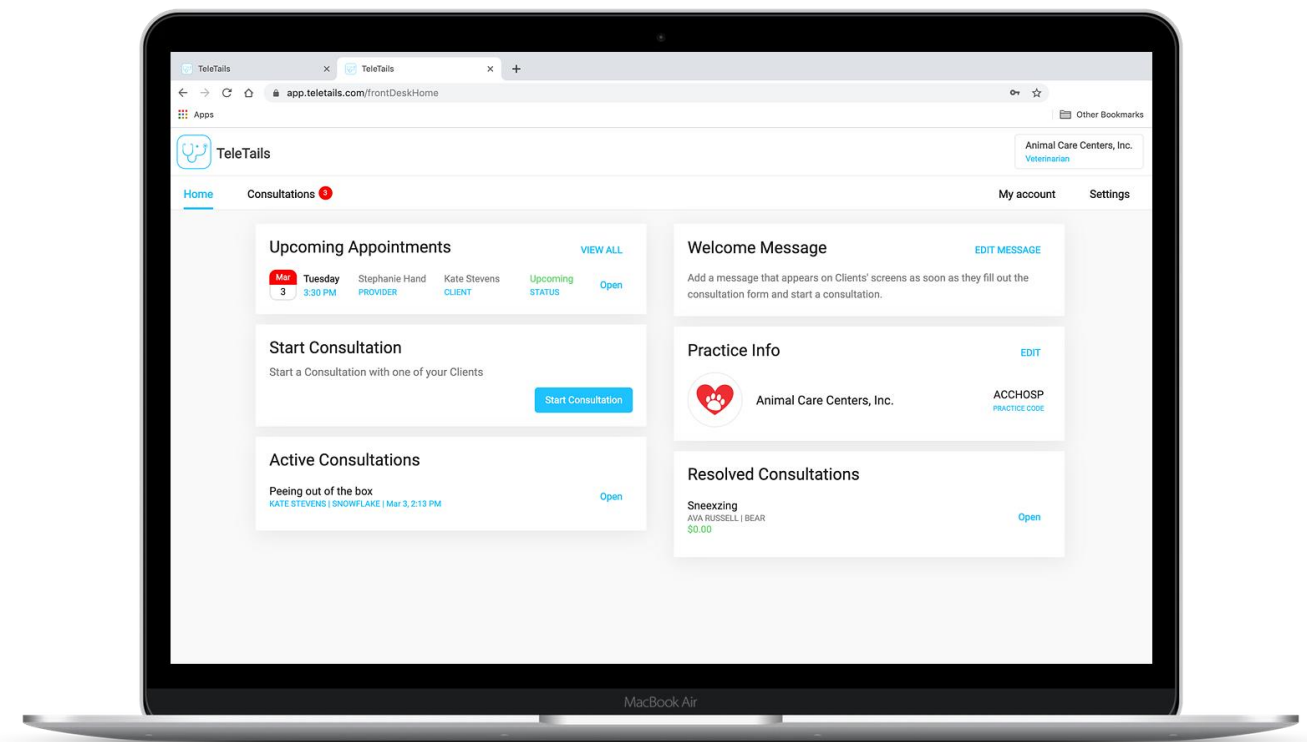 TeleTails
TeleTails
app.teletails.com/frontDeskHome
Apps
Other Bookmarks
TeleTails
Animal Care Centers, Inc.
Veterinarian
Home
Consultations 3
My account
Settings
Upcoming Appointments
VIEW ALL
Mar
3
Tuesday
3:30 PM
Stephanie Hand
PROVIDER
Kate Stevens
CLIENT
Upcoming
STATUS
Open
Start Consultation
Start a Consultation with one of your Clients
Start Consultation
Active Consultations
Peeing out of the box
KATE STEVENS | SNOWFLAKE | Mar 3, 2:13 PM
Open
Welcome Message
EDIT MESSAGE
Add a message that appears on Clients' screens as soon as they fill out the
consultation form and start a consultation.
Practice Info
EDIT
Animal Care Centers, Inc.
ACCHOSP
PRACTICE CODE
Resolved Consultations
Sneexzing
AVA RUSSELL | BEAR
$0.00
Open
MacBook Air